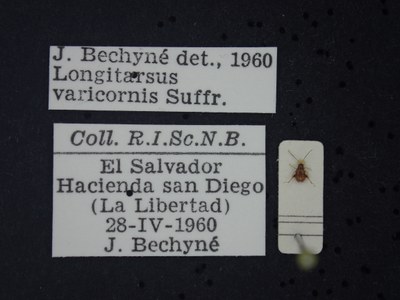 J. Bechyné det., 1960
Longitarsus
varicornis Suffr.
Coll. R.I.Sc.N.B.
El Salvador
Hacienda san Diego
(La Libertad)
28-IV-1960
J. Bechyné